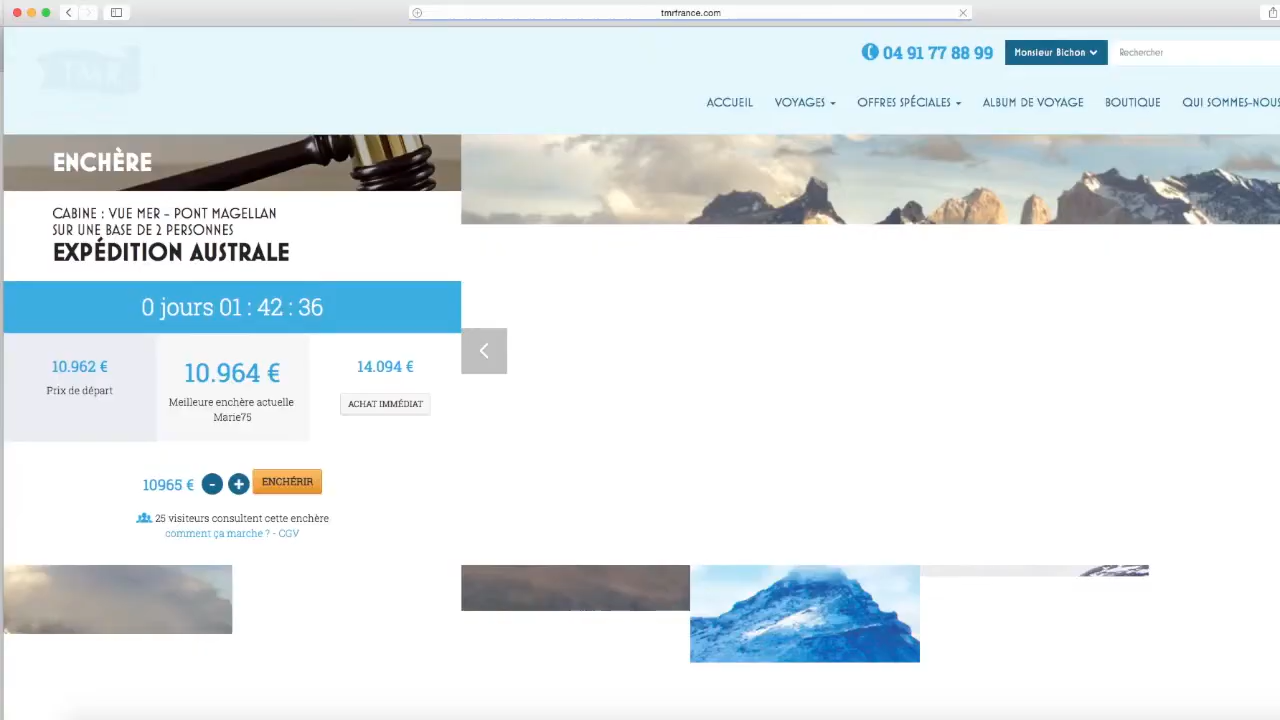 tmrfrance.com
04 91 77 88 99
Monsieur Bichon
Rechercher
ACCUEIL
VOYAGES
OFFRES SPÉCIALES
ALBUM DE VOYAGE
BOUTIQUE
QUI SOMMES-NOUS
ENCHÈRE
CABINE : VUE MER - PONT MAGELLAN
SUR UNE BASE DE 2 PERSONNES
EXPÉDITION AUSTRALE
0 jours 01 : 42 : 36
10.962 €
Prix de départ
10.964 €
Meilleure enchère actuelle
Marie75
14.094 €
ACHAT IMMÉDIAT
10965 €
-
+
ENCHÉRIR
25 visiteurs consultent cette enchère
comment ça marche ? - CGV